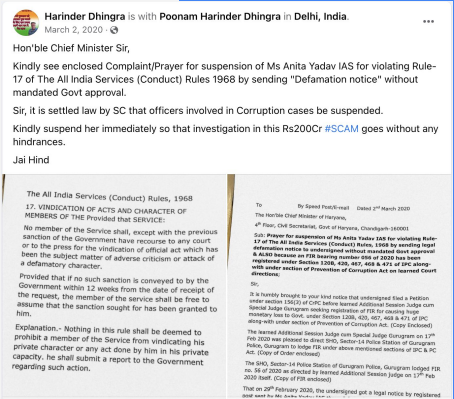 Harinder Dhingra is with Poonam Harinder Dhingra in Delhi, India.
March 2, 2020
Hon'ble Chief Minister Sir,
Kindly see enclosed Complaint/Prayer for suspension of Ms Anita Yadav IAS for violating Rule-
17 of The All India Services (Conduct) Rules 1968 by sending "Defamation notice" without
mandated Govt approval.
Sir, it is settled law by SC that officers involved in Corruption cases be suspended.
Kindly suspend her immediately so that investigation in this Rs200Cr #SCAM goes without any
hindrances.
Jai Hind
The All India Services (Conduct) Rules, 1968
17. VINDICATION OF ACTS AND CHARACTER OF
MEMBERS OF THE Provided that SERVICE:
No member of the Service shall, except with the previous
sanction of the Government have recourse to any court
or to the press for the vindication of official act which has
been the subject matter of adverse criticism or attack of
a defamatory character.
Provided that if no such sanction is conveyed to by the
Government within 12 weeks from the date of receipt of
the request, the member of the service shall be free to
assume that the sanction sought for has been granted to
him.
Explanation.- Nothing in this rule shall be deemed to
prohibit a member of the Service from vindicating his
private character or any act done by him in his private
capacity. he shall submit a report to the Government
regarding such action.
To By Speed Post/E-mail Dated 2nd March 2020
The Hon'ble Chief Minister of Haryana,
4th Floor, Civil Secretariat, Govt of Haryana, Chandigarh-160001
Sub: Prayer for suspension of Ms Anita Yadav IAS for violating Rule-
17 of The All India Services (Conduct) Rules 1968 by sending legal
defamation notice to undersigned without mandated Govt approval
& ALSO because an FIR bearing number 056 of 2020 has been
registered under Section 120B, 420, 467, 468 & 471 of IPC along-
with under section of Prevention of Corruption Act on learned Court
directions;
Sir,
It is humbly brought to your kind notice that undersigned filed a Petition
under section 156(3) of CrPC before learned Additional Session Judge cum
Special Judge Gurugram seeking registration of FIR for causing huge
monetary loss to Govt. under Section 120B, 420, 467, 468 & 471 of IPC
along-with under section of Prevention of Corruption Act. (Copy Enclosed)
The learned Additional Session Judge cum Special Judge Gurugram on 17th
Feb 2020 was pleased to direct SHO, Sector-14 Police Station of Gurugram
Police, Gurugram to lodge FIR under above mentioned sections of IPC & PC
Act. (Copy of Order enclosed)
The SHO, Sector-14 Police Station of Gurugram Police, Gurugram lodged FIR
no. 56 of 2020 as directed by learned Additional Session judge on 17th Feb
2020 itself. (Copy of FIR enclosed)
That on 29th February 2020, the undersigned got a legal notice by registered